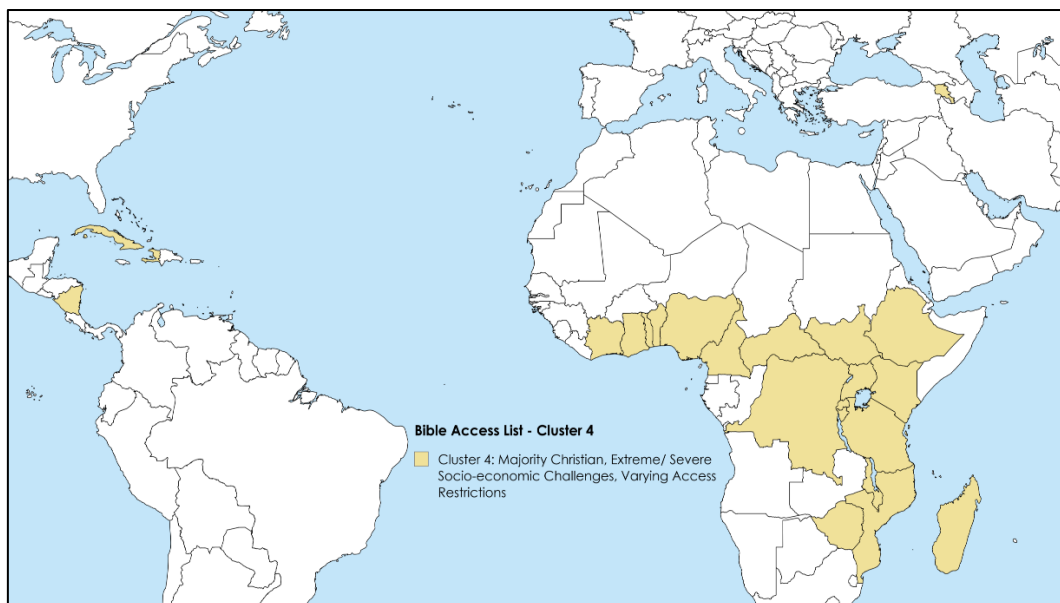 Bible Access List - Cluster 4
Cluster 4: Majority Christian, Extreme/ Severe
Socio-economic Challenges, Varying Access
Restrictions